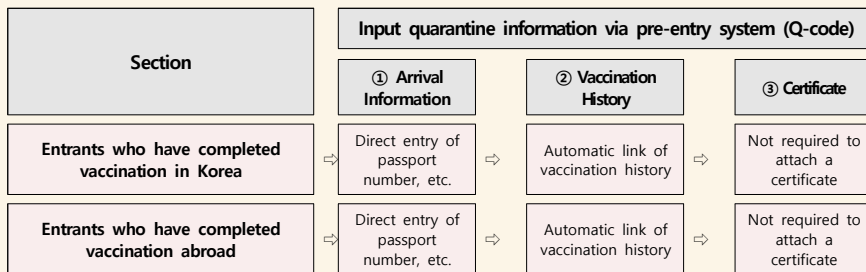 Section
Input quarantine information via pre-entry system (Q-code)
① Arrival
Information
② Vaccination
History
③ Certificate
Entrants who have completed
vaccination in Korea
⇨
Direct entry of
passport
number, etc.
⇨
Automatic link of
vaccination history
⇨
Not required to
attach a
certificate
Entrants who have completed
vaccination abroad
⇨
Direct entry of
passport
number, etc.
⇨
Automatic link of
vaccination history
⇨
Not required to
attach a
certificate